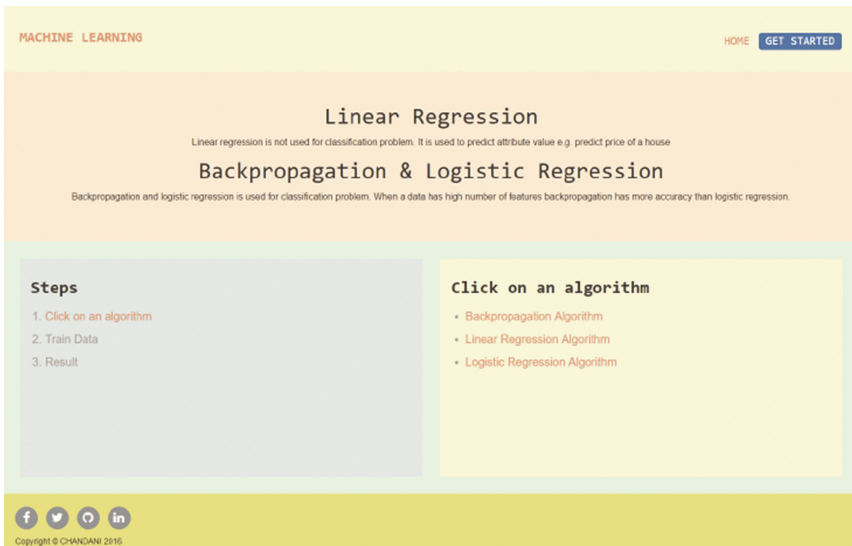 MACHINE LEARNING
HOME GET STARTED
Linear Regression
Linear regression is not used for classification problem. It is used to predict attribute value e.g. predict price of a house
Backpropagation & Logistic Regression
Backpropagation and logistic regression is used for classification problem. When a data has high number of features backpropagation has more accuracy than logistic regression.
Steps
1. Click on an algorithm
2. Train Data
3. Result
Click on an algorithm
▪ Backpropagation Algorithm
▪ Linear Regression Algorithm
▪ Logistic Regression Algorithm
Copyright © CHANDANI 2016